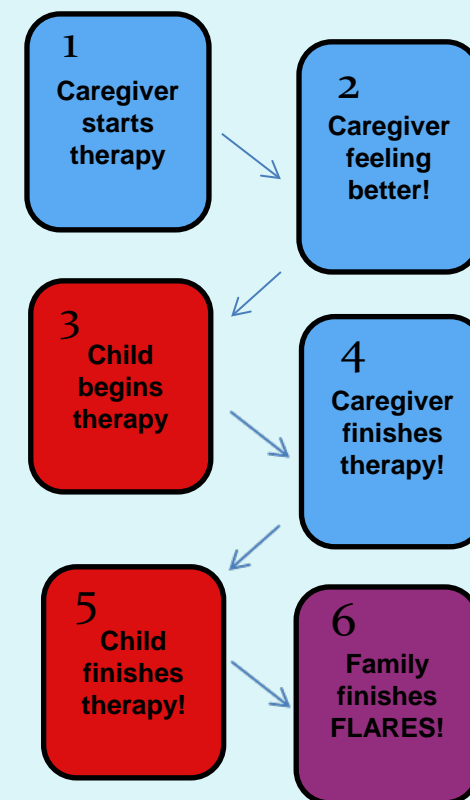 1
Caregiver
starts
therapy
2
Caregiver
feeling
better!
3
Child
begins
therapy
4
Caregiver
finishes
therapy!
5
Child
finishes
therapy!
6
Family
finishes
FLARES!